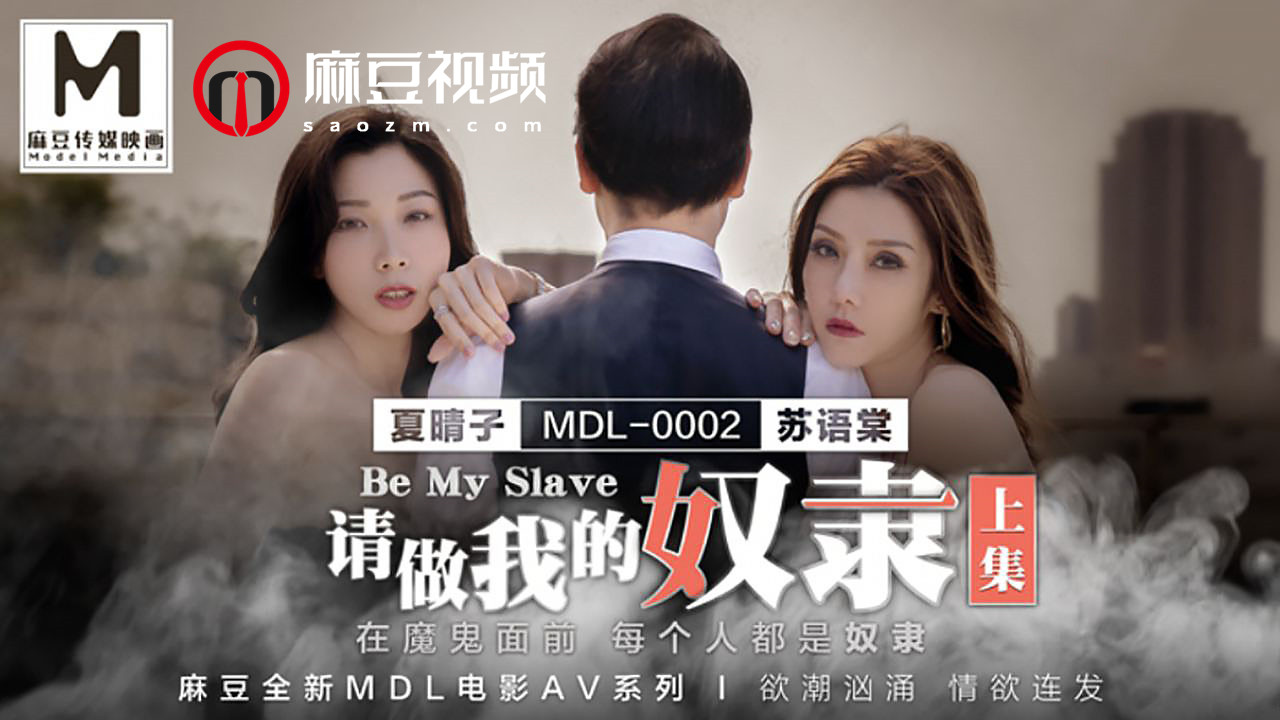 M
麻豆传媒映画
Model Media
麻豆视频
saozm.com
夏晴子 MDL-0002 苏语棠
Be My Slave
请做我的奴隶 上集
在魔鬼面前 每个人都是奴隶
麻豆全新MDL电影AV系列 I 欲潮汹涌 情欲连发